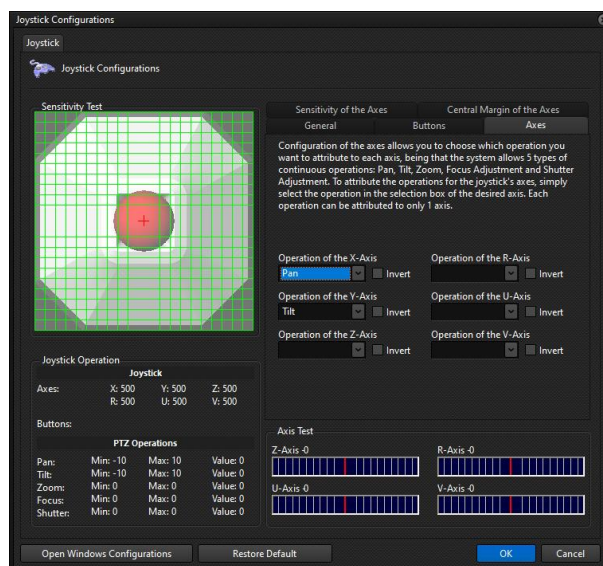 Joystick Configurations
Joystick
Joystick Configurations
Sensitivity Test
Sensitivity of the Axes Central Margin of the Axes
General Buttons Axes
Configuration of the axes allows you to choose which operation you
want to attribute to each axis, being that the system allows 5 types of
continuous operations: Pan, Tilt, Zoom, Focus Adjustment and Shutter
Adjustment. To attribute the operations for the joystick's axes, simply
select the operation in the selection box of the desired axis. Each
operation can be attributed to only 1 axis.
Operation of the X-Axis Operation of the R-Axis
Pan Invert Invert
Operation of the Y-Axis Operation of the U-Axis
Tilt Invert Invert
Operation of the Z-Axis Operation of the V-Axis
Invert Invert
Joystick Operation
Joystick
Axes: X: 500 Y: 500 Z: 500
R: 500 U: 500 V: 500
Buttons:
PTZ Operations
Pan: Min: -10 Max: 10 Value: 0
Tilt: Min: -10 Max: 10 Value: 0
Zoom: Min: 0 Max: 0 Value: 0
Focus: Min: 0 Max: 0 Value: 0
Shutter: Min: 0 Max: 0 Value: 0
Axis Test
Z-Axis -0 R-Axis -0
U-Axis -0 V-Axis -0
Open Windows Configurations Restore Default OK Cancel